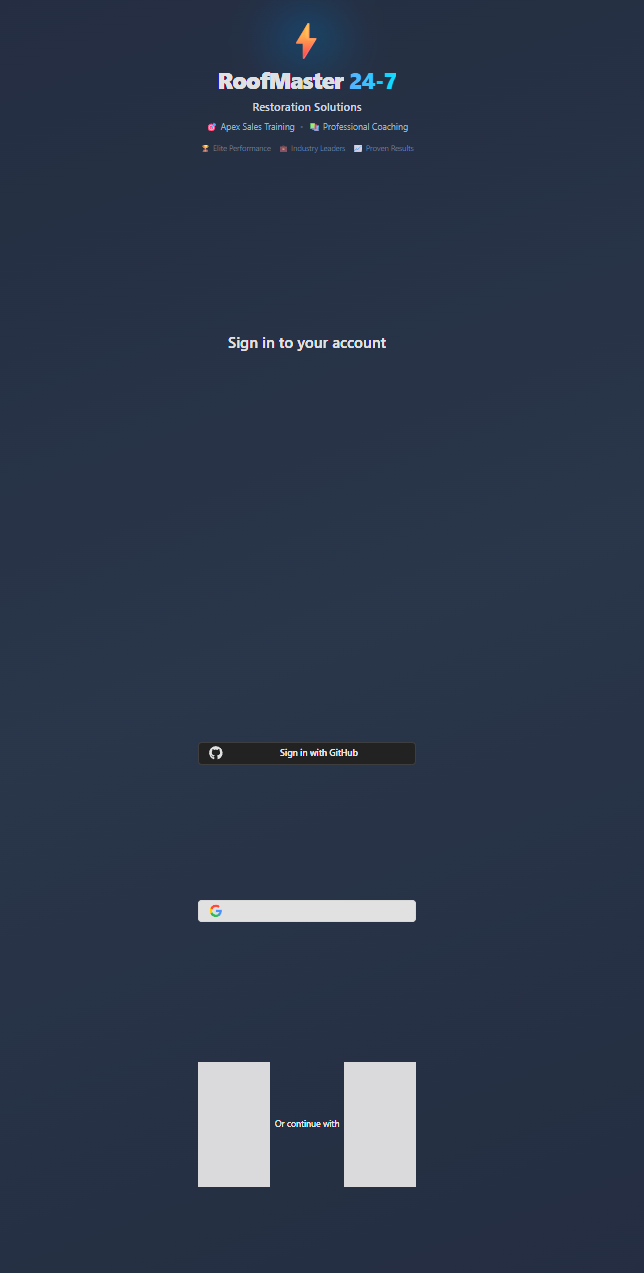 RoofMaster 24-7
Restoration Solutions
Apex Sales Training · Professional Coaching
Elite Performance Industry Leaders Proven Results
Sign in to your account
Sign in with GitHub
Or continue with